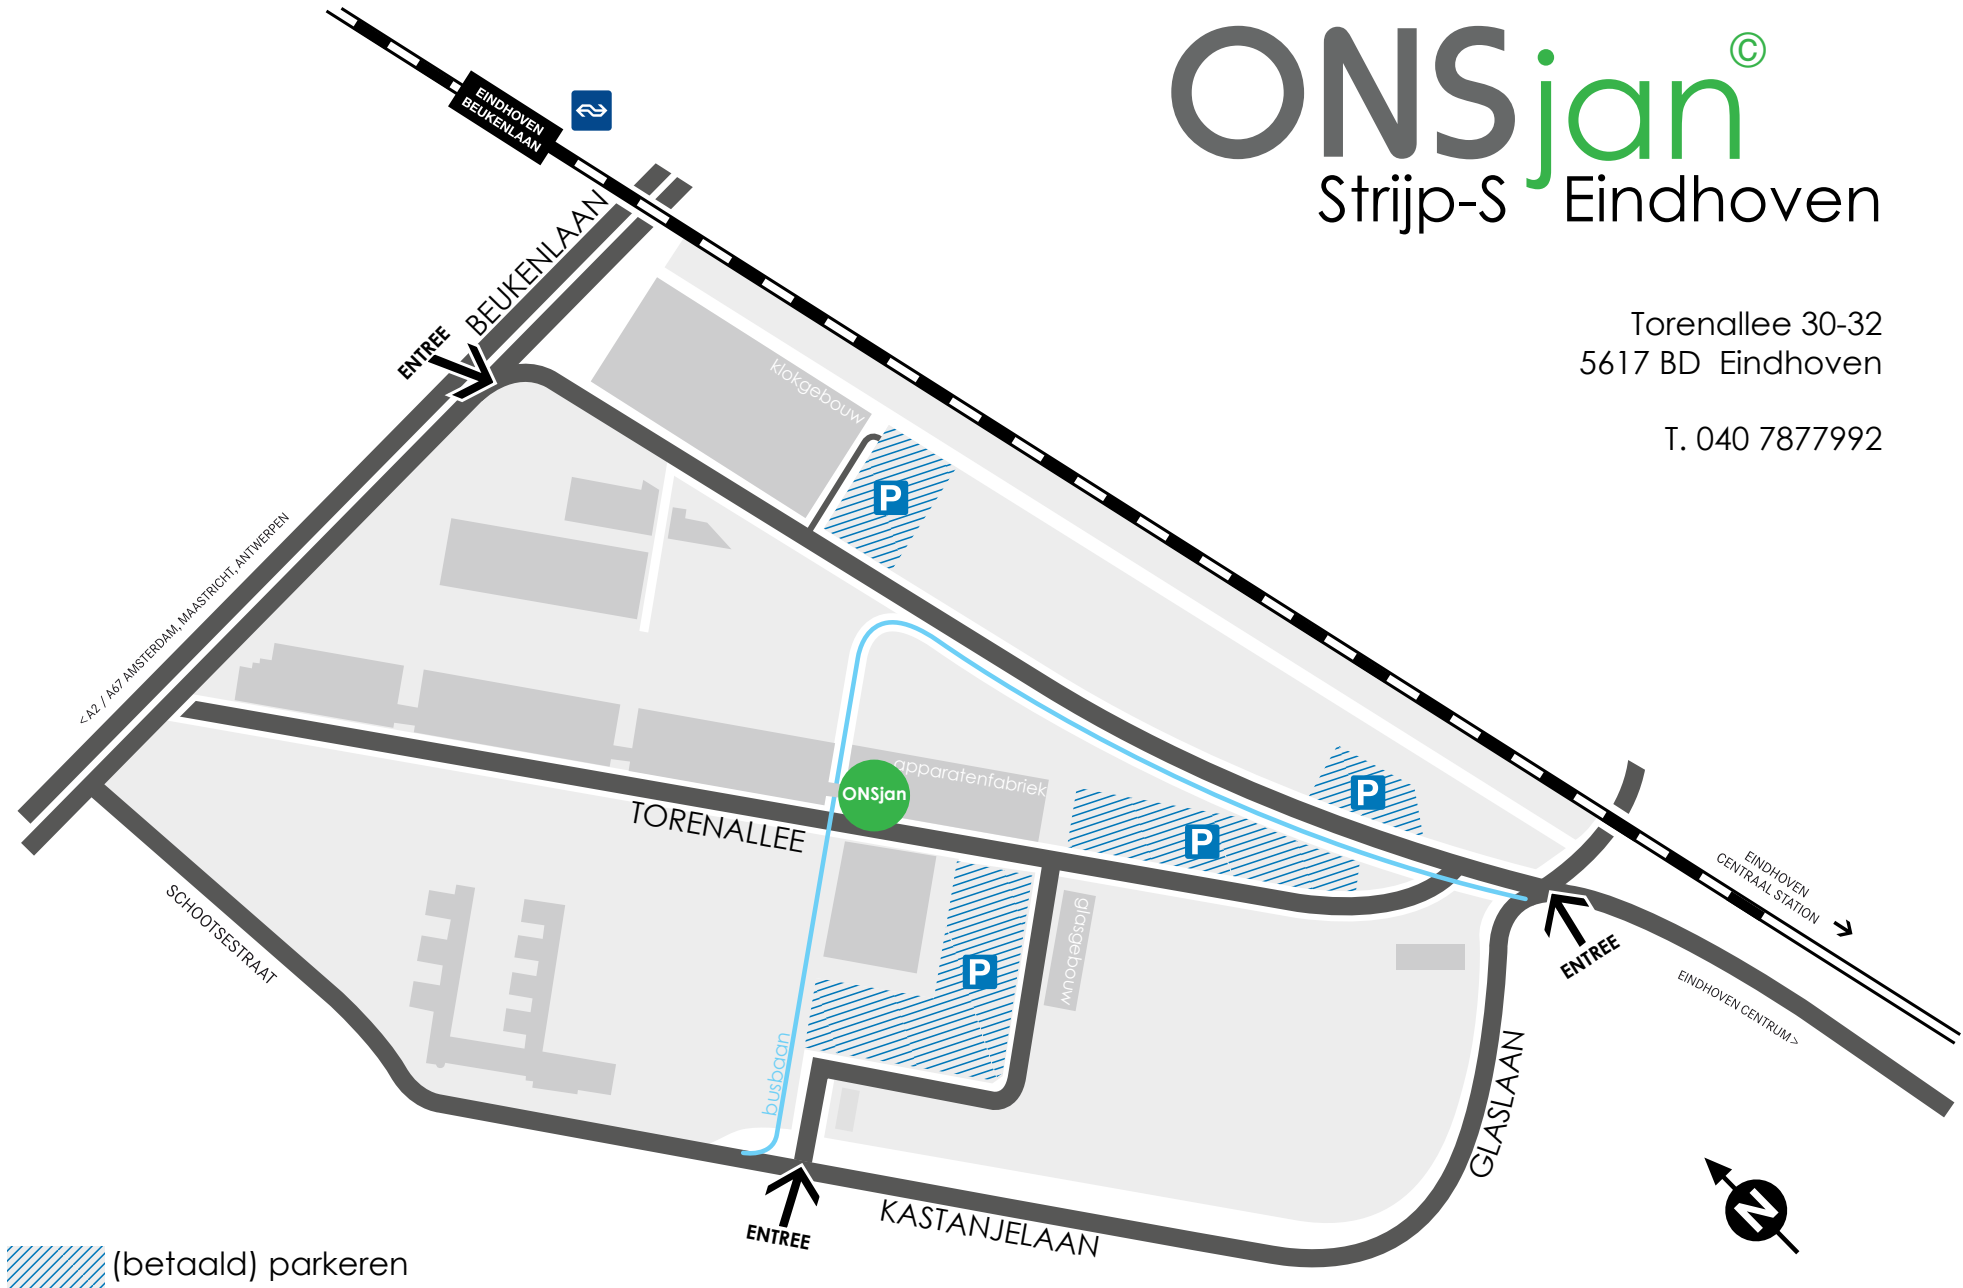 ONSjan©
Strijp-S Eindhoven
Torenallee 30-32
5617 BD Eindhoven
T. 040 7877992
EINDHOVEN
BEUKENLAAN
BEUKENLAAN
ENTREE
klokgebouw
P
<A2 / A67 AMSTERDAM, MAASTRICHT, ANTWERPEN
apparatenfabriek
ONSjan
TORENALLEE
P
P
EINDHOVEN
CENTRAAL STATION
SCHOOTSESTRAAT
glasgebouw
P
ENTREE
EINDHOVEN CENTRUM>
busbaan
GLASLAAN
KASTANJELAAN
ENTREE
N
(betaald) parkeren